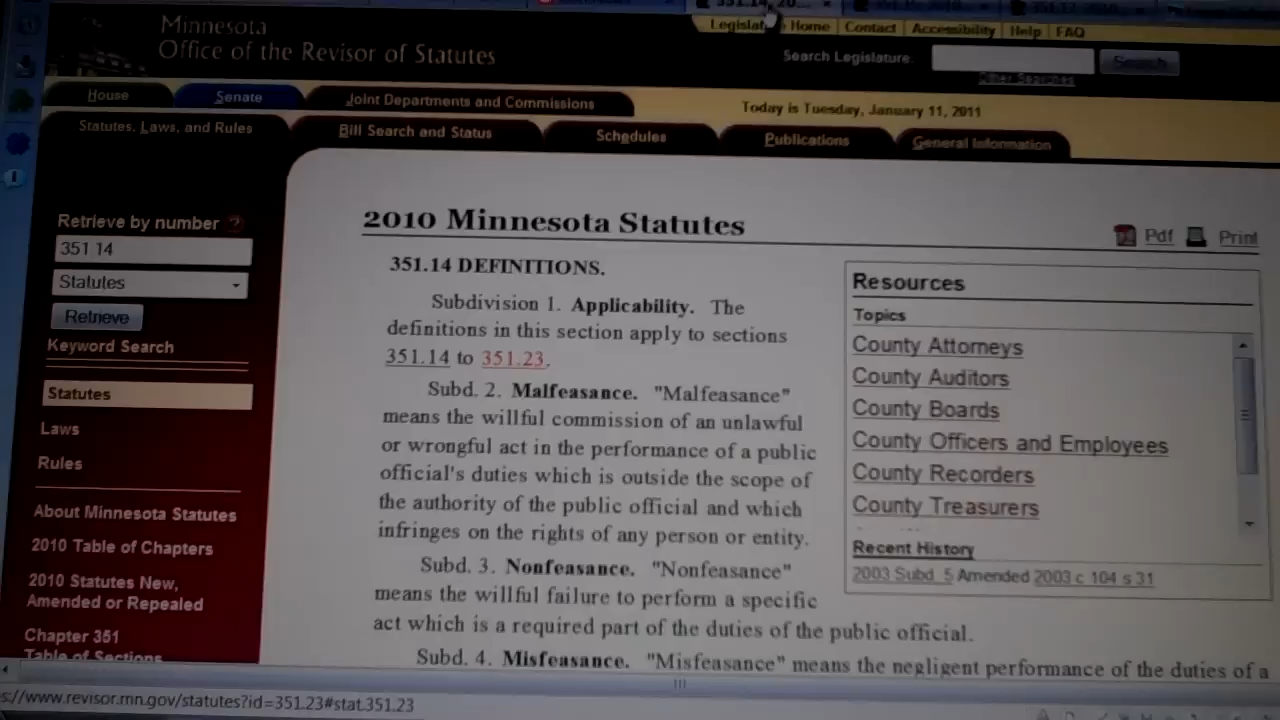 351.14, 20...
Minnesota
Office of the Revisor of Statutes
Legislat
Home
Contact
Accessibility
Help
FAQ
Search Legislature:
Search
Other Searches
House
Senate
Joint Departments and Commissions
Today is Tuesday, January 11, 2011
Statutes, Laws, and Rules
Bill Search and Status
Schedules
Publications
General Information
Retrieve by number ?
351.14
Statutes
Retrieve
Keyword Search
Statutes
Laws
Rules
About Minnesota Statutes
2010 Table of Chapters
2010 Statutes New,
Amended or Repealed
Chapter 351
Table of Sections
2010 Minnesota Statutes
Pdf
Print
351.14 DEFINITIONS.
Subdivision 1. Applicability. The
definitions in this section apply to sections
351.14 to 351.23.
Subd. 2. Malfeasance. "Malfeasance"
means the willful commission of an unlawful
or wrongful act in the performance of a public
official's duties which is outside the scope of
the authority of the public official and which
infringes on the rights of any person or entity.
Subd. 3. Nonfeasance. "Nonfeasance"
means the willful failure to perform a specific
act which is a required part of the duties of the public official.
Subd. 4. Misfeasance. "Misfeasance" means the negligent performance of the duties of a
Resources
Topics
County Attorneys
County Auditors
County Boards
County Officers and Employees
County Recorders
County Treasurers
Recent History
2003 Subd. 5 Amended 2003 c 104 s 31
s://www.revisor.mn.gov/statutes?id=351.23#stat.351.23